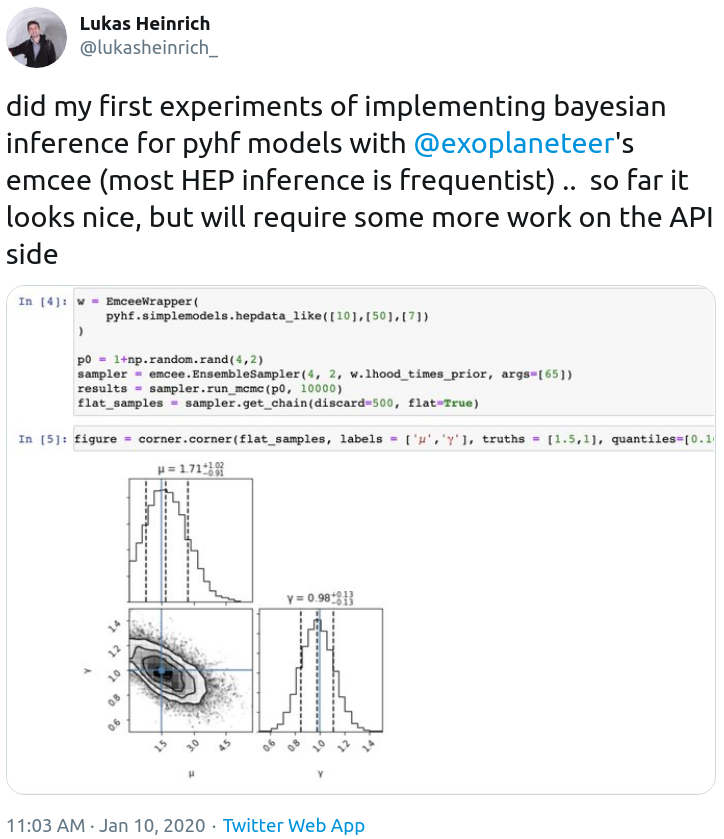 Lukas Heinrich
@lukasheinrich_
did my first experiments of implementing bayesian
inference for pyhf models with @exoplaneteer's
emcee (most HEP inference is frequentist) ..  so far it
looks nice, but will require some more work on the API
side
In [4]: w = EmceeWrapper(
pyhf.simplemodels.hepdata_like([10],[50],[7])
)
p0 = 1+np.random.rand(4,2)
sampler = emcee.EnsembleSampler(4, 2, w.lhood_times_prior, args=[65])
results = sampler.run_mcmc(p0, 10000)
flat_samples = sampler.get_chain(discard=500, flat=True)
In [5]: figure = corner.corner(flat_samples, labels = ['μ','γ'], truths = [1.5,1], quantiles=[0.1
μ = 1.71+1.02−0.91
γ = 0.98+0.13−0.13
γ
1.4
1.2
1.0
0.8
0.6
1.5 3.0 4.5
μ
0.6 0.8 1.0 1.2 1.4
γ
11:03 AM · Jan 10, 2020 · Twitter Web App